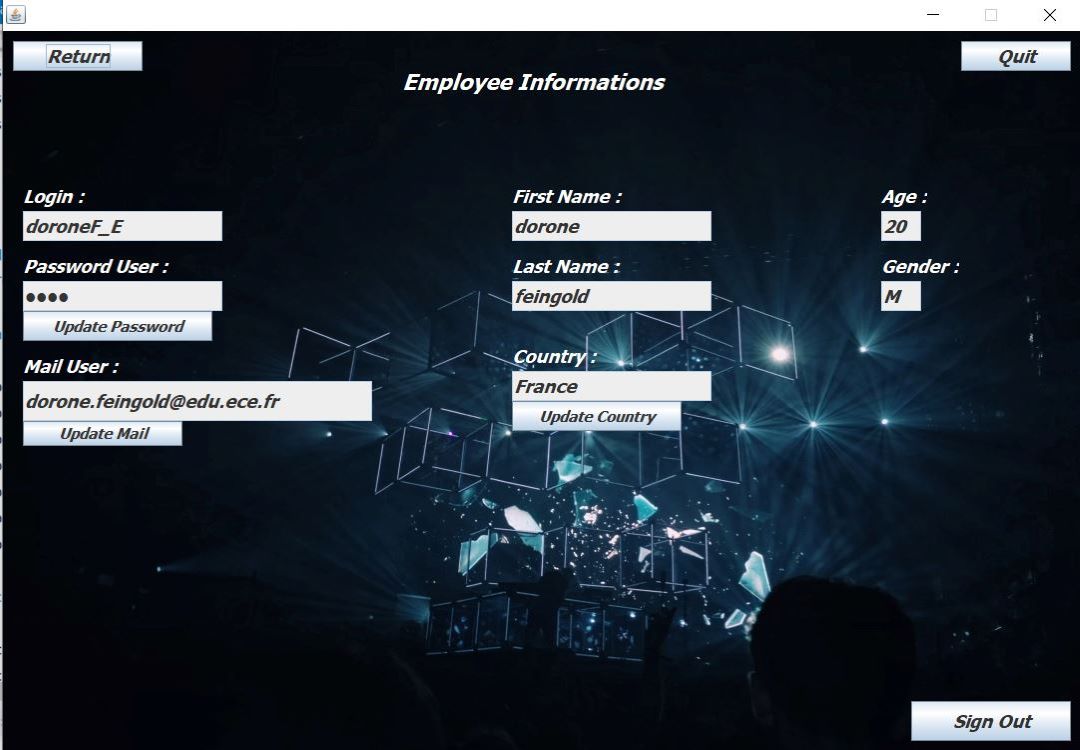 Return
Quit
Employee Informations
Login :
doroneF_E
First Name :
dorone
Age :
20
Password User :
●●●●
Update Password
Last Name :
feingold
Gender :
M
Mail User :
dorone.feingold@edu.ece.fr
Update Mail
Country :
France
Update Country
Sign Out